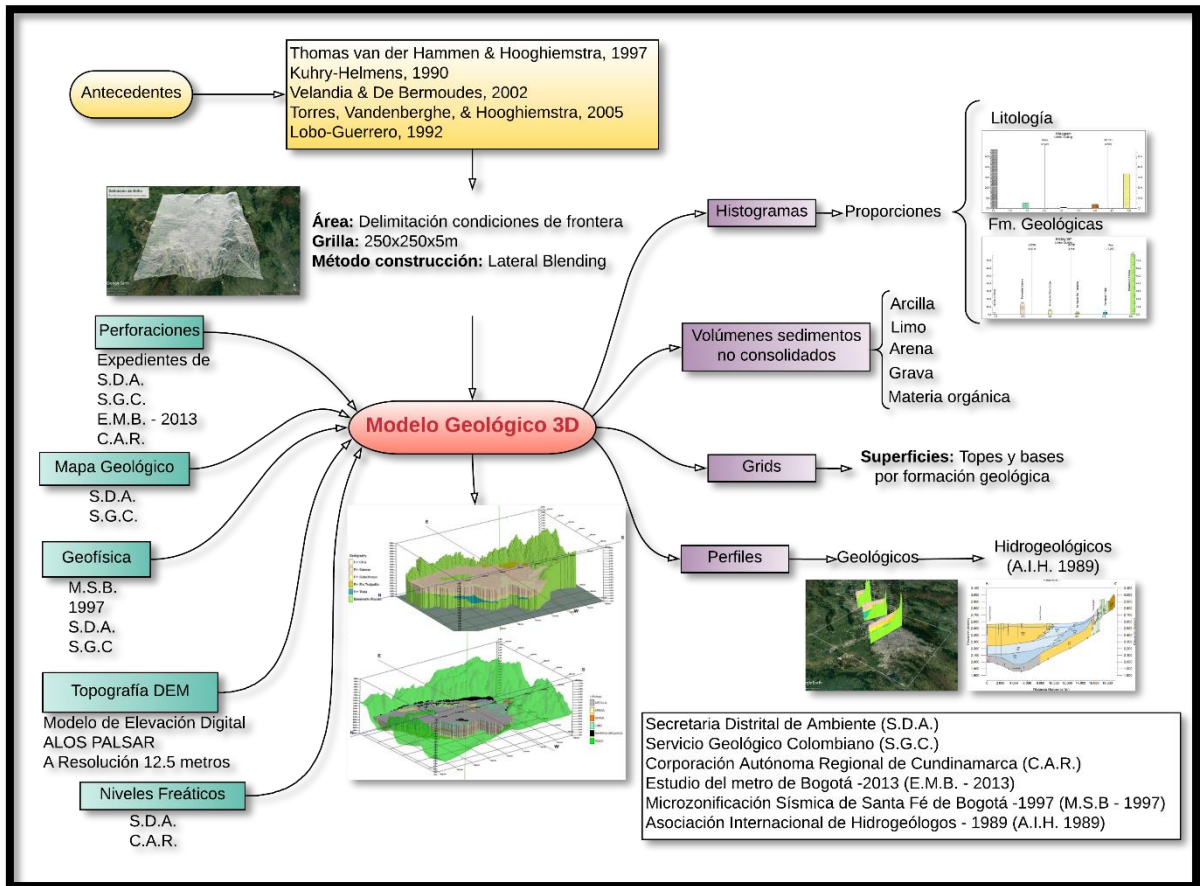 Antecedentes
Thomas van der Hammen & Hooghiemstra, 1997
Kuhry-Helmens, 1990
Velandia & De Bermoudes, 2002
Torres, Vandenberghe, & Hooghiemstra, 2005
Lobo-Guerrero, 1992
Área: Delimitación condiciones de frontera
Grilla: 250x250x5m
Método construcción: Lateral Blending
Perforaciones
Expedientes de
S.D.A.
S.G.C.
E.M.B. - 2013
C.A.R.
Mapa Geológico
S.D.A.
S.G.C.
Geofísica
M.S.B.
1997
S.D.A.
S.G.C
Topografía DEM
Modelo de Elevación Digital
ALOS PALSAR
A Resolución 12.5 metros
Niveles Freáticos
S.D.A.
C.A.R.
Modelo Geológico 3D
Histogramas
Proporciones
Litología
Fm. Geológicas
Volúmenes sedimentos
no consolidados
Arcilla
Limo
Arena
Grava
Materia orgánica
Grids
Superficies: Topes y bases
por formación geológica
Perfiles
Geológicos
Hidrogeológicos
(A.I.H. 1989)
Secretaria Distrital de Ambiente (S.D.A.)
Servicio Geológico Colombiano (S.G.C.)
Corporación Autónoma Regional de Cundinamarca (C.A.R.)
Estudio del metro de Bogotá -2013 (E.M.B. - 2013)
Microzonificación Sísmica de Santa Fé de Bogotá -1997 (M.S.B - 1997)
Asociación Internacional de Hidrogeólogos - 1989 (A.I.H. 1989)